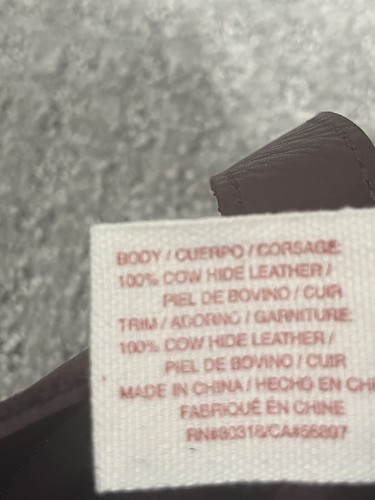 BODY / CUERPO / CORSAGE:
100% COW HIDE LEATHER /
PIEL DE BOVINO / CUIR
TRIM / ADORNO / GARNITURE:
100% COW HIDE LEATHER /
PIEL DE BOVINO / CUIR
MADE IN CHINA / HECHO EN CHI
FABRIQUÉ EN CHINE